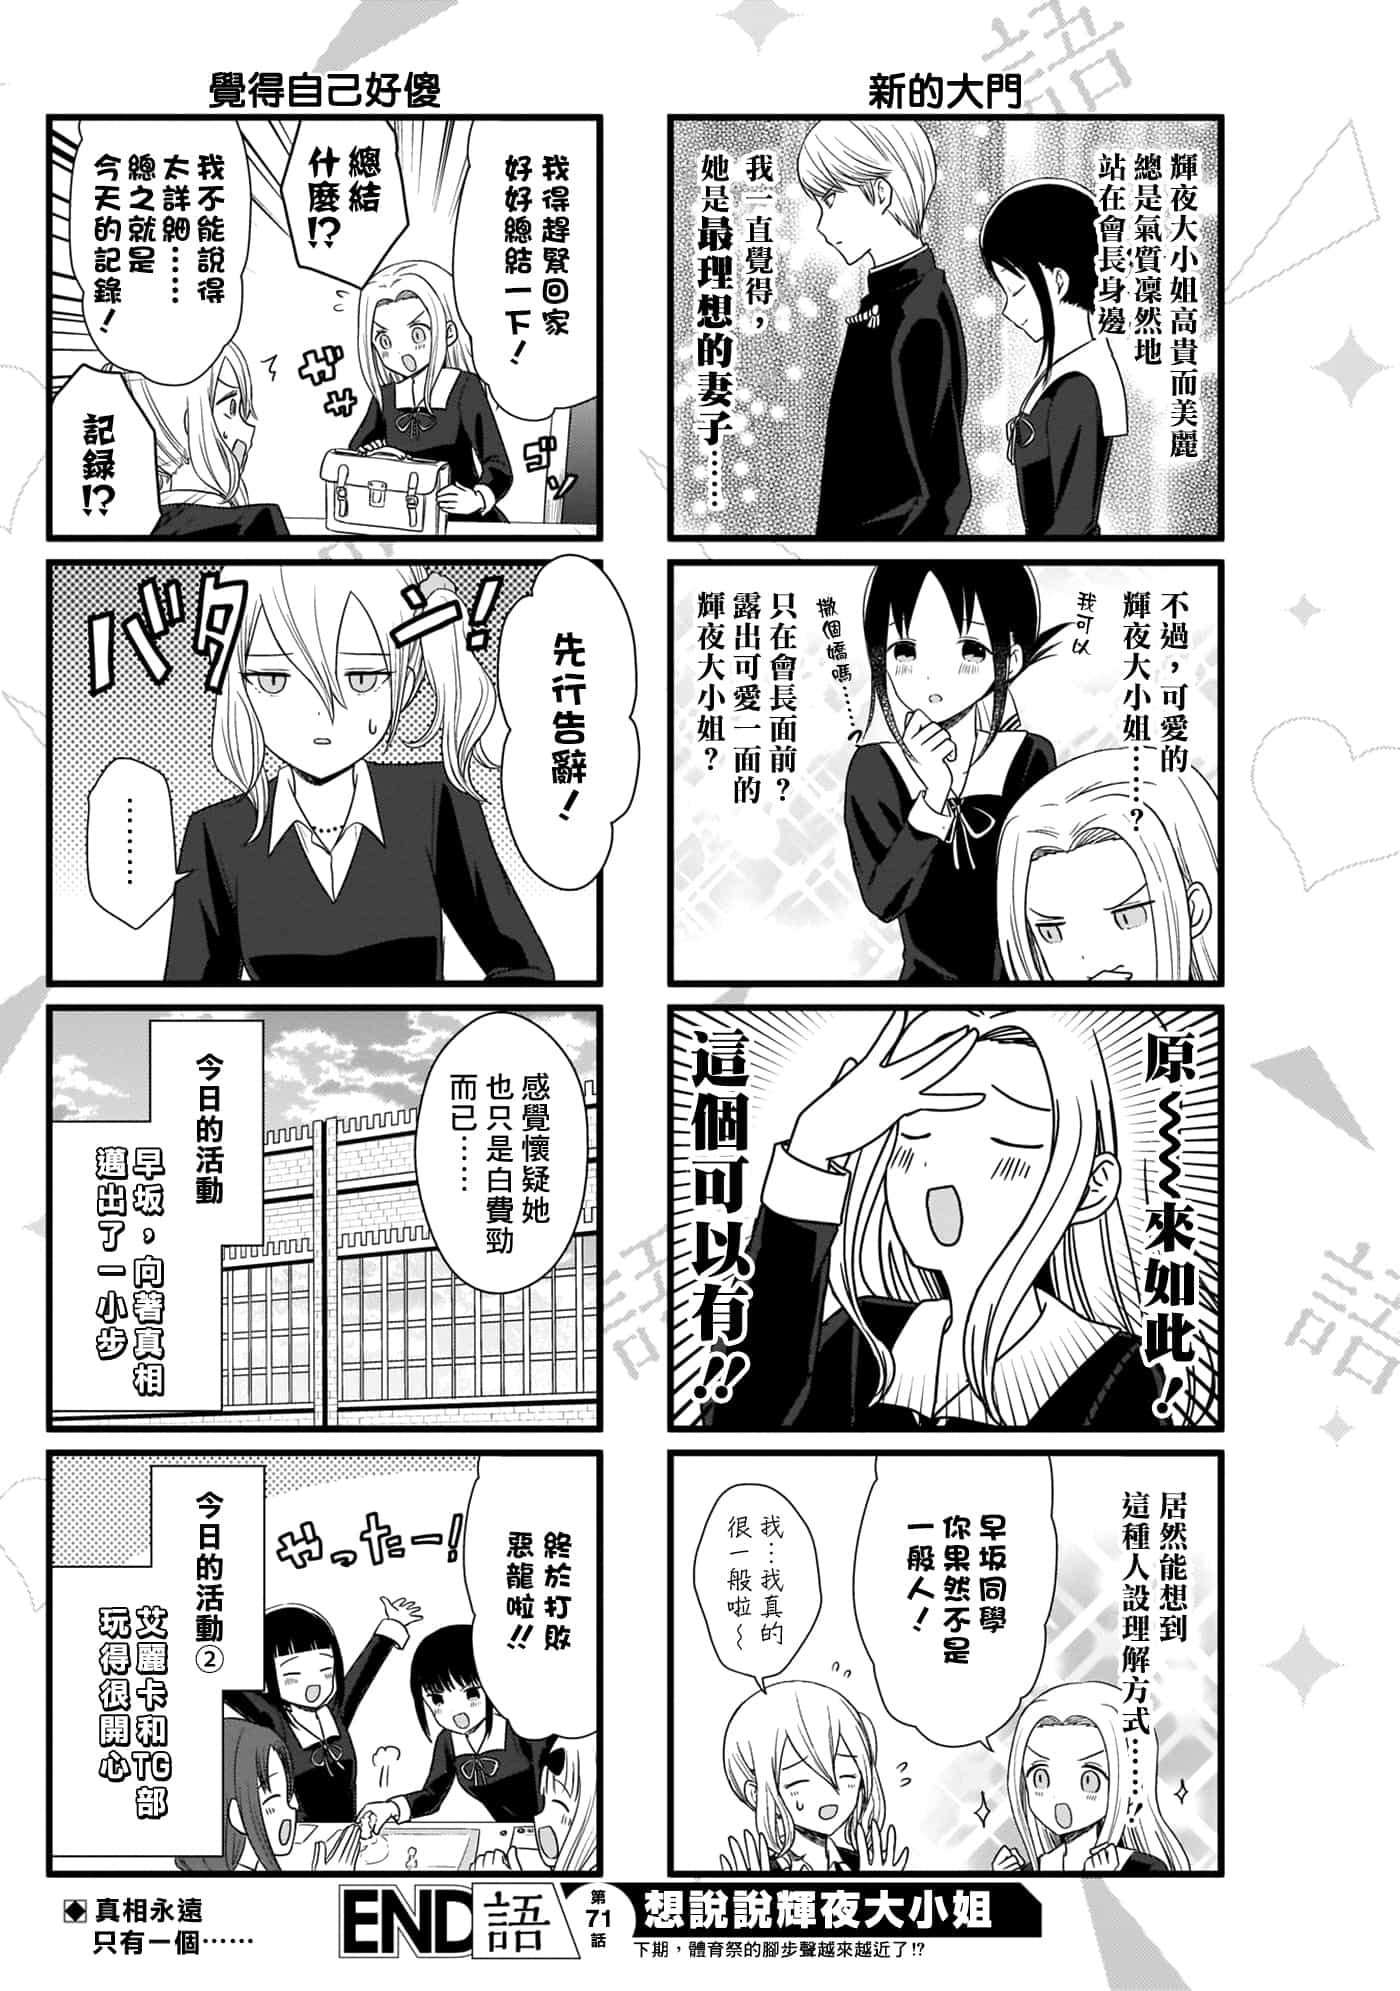 新的大門
輝夜大小姐高貴而美麗
總是氣質凜然地
站在會長身邊
我一直覺得，
她是最理想的妻子……
不過，可愛的
輝夜大小姐……？
我可以
撒個嬌嗎……
只在會長面前？
露出可愛一面的
輝夜大小姐？
原～～來如此！
這個可以有!!
居然能想到
這種人設理解方式……！
早坂同學
你果然不是
一般人！
我…我真的
很一般啦～
覺得自己好傻
我得趕緊回家
好好總結一下！
總結
什麼!?
我不能說得
太詳細……
總之就是
今天的記錄！
記錄!?
ガサ
ガサ
ゴソ
先行告辭！
バタン！
………
感覺懷疑她
也只是白費勁
而已……
今日的活動
早坂，向著真相
邁出了一小步
終於打敗
惡龍啦!!
やったー！
今日的活動②
艾麗卡和TG部
玩得很開心
語
語
語
END
語
第71話
想說說輝夜大小姐
下期，體育祭的腳步聲越來越近了!?
真相永遠
只有一個……